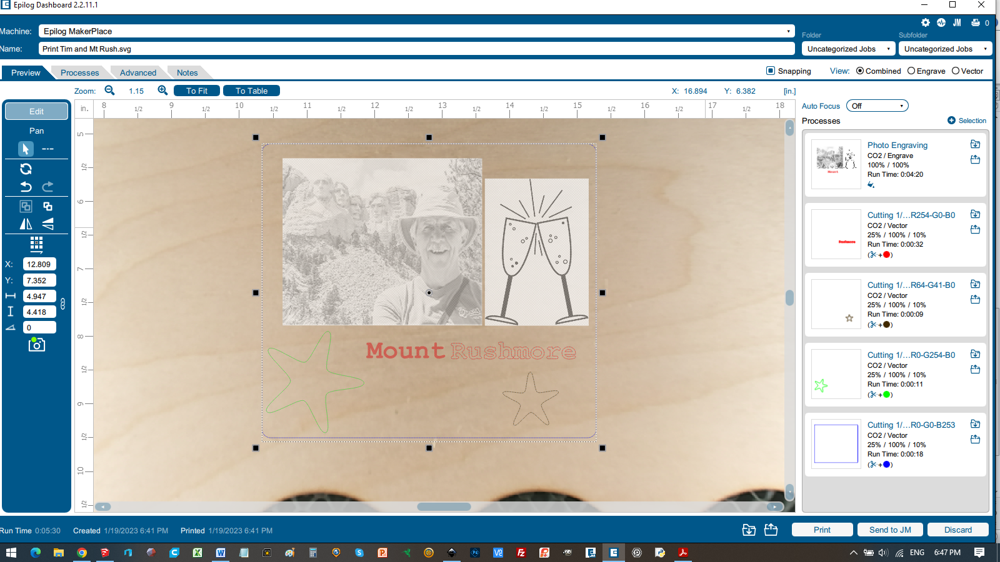 Epilog Dashboard 2.2.11.1
Machine: Epilog MakerPlace
JM 0
Name: Print Tim and Mt Rush.svg
Folder Subfolder
Uncategorized Jobs Uncategorized Jobs
Preview Processes Advanced Notes
Snapping View: Combined Engrave Vector
Zoom: 1.15 To Fit To Table X: 16.894 Y: 6.382 [in.]
in. 8 1/2 9 1/2 10 1/2 11 1/2 12 1/2 13 1/2 14 1/2 15 1/2 16 1/2 17 1/2 18
5
1/2
6
1/2
7
1/2
8
1/2
9
1/2
10
1/2
Edit
Pan
X: 12.809
Y: 7.352
4.947
4.418
0
Mount Rushmore
Auto Focus Off
Processes Selection
Photo Engraving
CO2 / Engrave
100% / 100%
Run Time: 0:04:20
Mount
Cutting 1/...R254-G0-B0
CO2 / Vector
25% / 100% / 10%
Run Time: 0:00:32
(+)
Rushmore
Cutting 1/...R64-G41-B0
CO2 / Vector
25% / 100% / 10%
Run Time: 0:00:09
(+)
Cutting 1/...R0-G254-B0
CO2 / Vector
25% / 100% / 10%
Run Time: 0:00:11
(+)
Cutting 1/...R0-G0-B253
CO2 / Vector
25% / 100% / 10%
Run Time: 0:00:18
(+)
Run Time 0:05:30 Created 1/19/2023 6:41 PM Printed 1/19/2023 6:41 PM
Print Send to JM Discard
ENG 6:47 PM